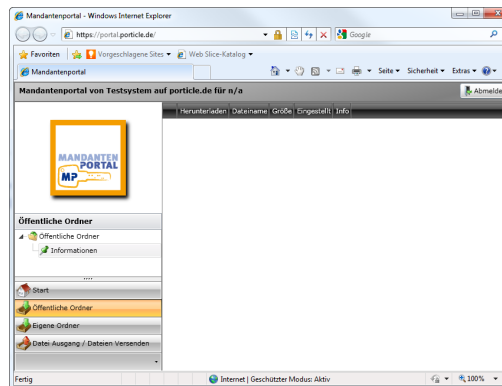 Mandantenportal - Windows Internet Explorer
https://portal.porticle.de/
Google
Favoriten Vorgeschlagene Sites Web Slice-Katalog
Mandantenportal
Seite Sicherheit Extras
Mandantenportal von Testsystem auf porticle.de für n/a
Abmelde
Herunterladen Dateiname Größe Eingestellt Info
MANDANTEN
PORTAL
MP
Öffentliche Ordner
Öffentliche Ordner
Informationen
Start
Öffentliche Ordner
Eigene Ordner
Datei Ausgang / Dateien Versenden
Fertig
Internet | Geschützter Modus: Aktiv
100%